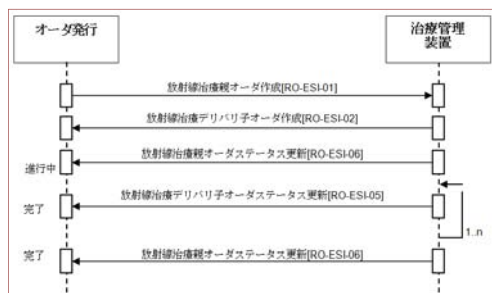 オーダ発行
治療管理
装置
放射線治療親オーダ作成[RO-ESI-01]
放射線治療デリバリ子オーダ作成[RO-ESI-02]
放射線治療親オーダステータス更新[RO-ESI-06]
進行中
放射線治療デリバリ子オーダステータス更新[RO-ESI-05]
完了
1..n
放射線治療親オーダステータス更新[RO-ESI-06]
完了